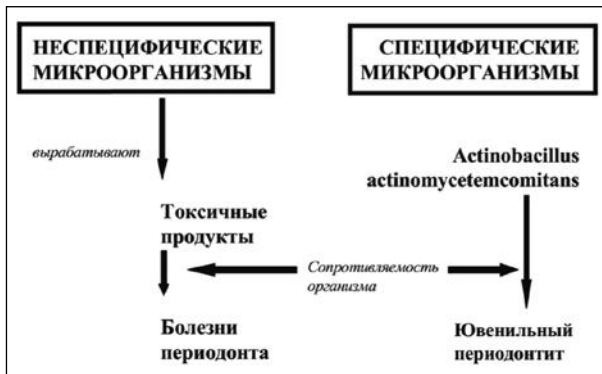 НЕСПЕЦИФИЧЕСКИЕ
МИКРООРГАНИЗМЫ
СПЕЦИФИЧЕСКИЕ
МИКРООРГАНИЗМЫ
вырабатывают
Actinobacillus
actinomycetemcomitans
Токсичные
продукты
Сопротивляемость
организма
Болезни
периодонта
Ювенильный
периодонтит